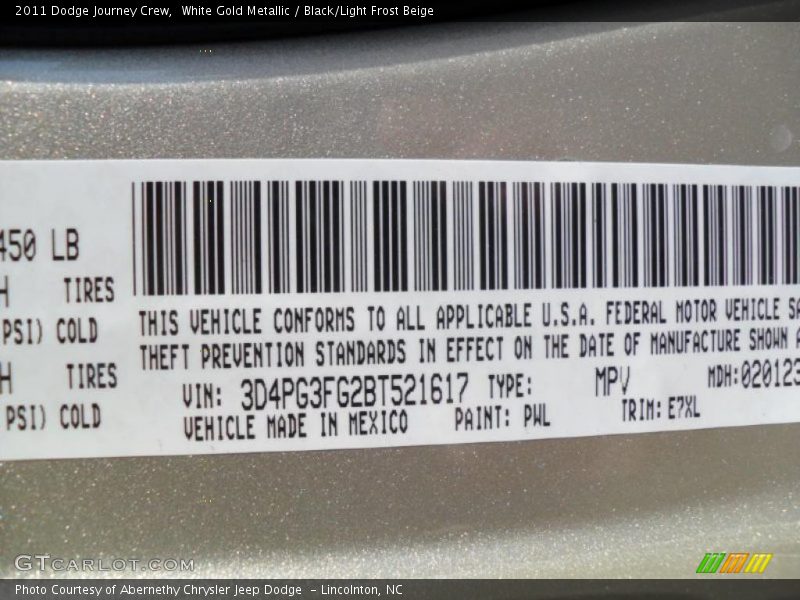 2011 Dodge Journey Crew,  White Gold Metallic / Black/Light Frost Beige
450 LB
H TIRES
PSI) COLD
H TIRES
PSI) COLD
THIS VEHICLE CONFORMS TO ALL APPLICABLE U.S.A. FEDERAL MOTOR VEHICLE SA
THEFT PREVENTION STANDARDS IN EFFECT ON THE DATE OF MANUFACTURE SHOWN A
VIN: 3D4PG3FG2BT521617 TYPE: MPV MDH:020123
VEHICLE MADE IN MEXICO PAINT: PWL TRIM: E7XL
GTCarLot.com
Photo Courtesy of Abernethy Chrysler Jeep Dodge  - Lincolnton, NC